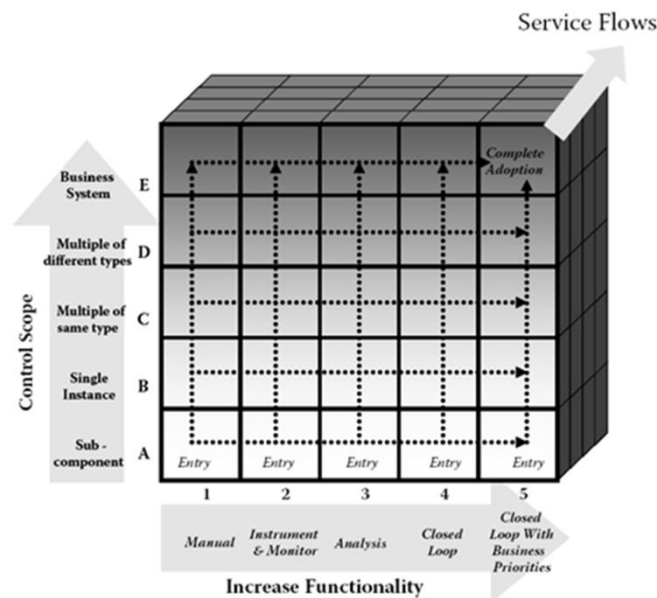 Service Flows
Control Scope
Business
System
E
Complete
Adoption
Multiple of
different types
D
Multiple of
same type
C
Single
Instance
B
Sub -
component
A
Entry
Entry
Entry
Entry
Entry
1
2
3
4
5
Manual
Instrument
& Monitor
Analysis
Closed
Loop
Closed
Loop With
Business
Priorities
Increase Functionality